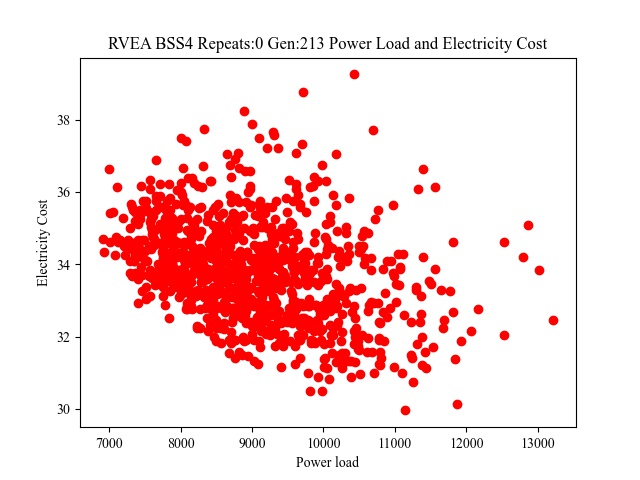 RVEA BSS4 Repeats:0 Gen:213 Power Load and Electricity Cost
Electricity Cost
38
36
34
32
30
7000 8000 9000 10000 11000 12000 13000
Power load